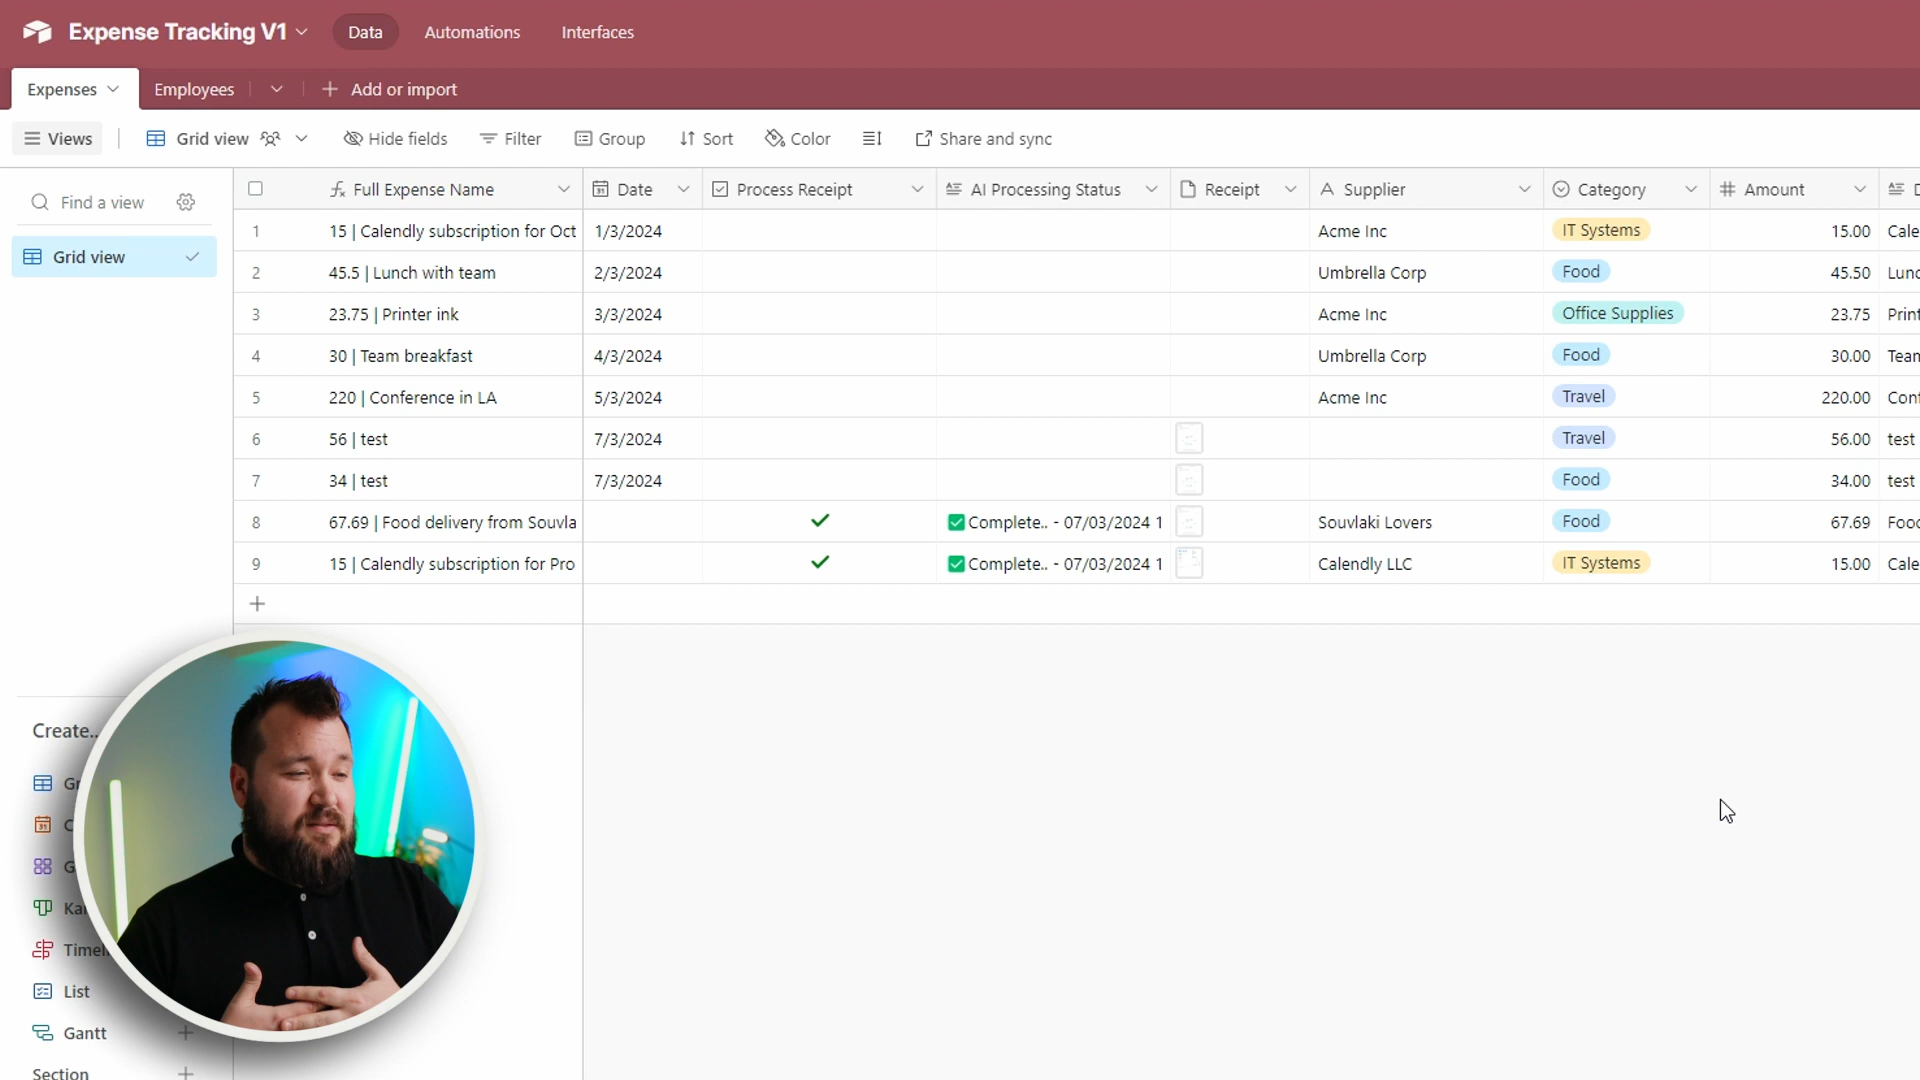 Expense Tracking V1 Data Automations Interfaces
Expenses Employees Add or import
Views Grid view Hide fields Filter Group Sort Color Share and sync
Find a view
Grid view
Full Expense Name Date Process Receipt AI Processing Status Receipt Supplier Category # Amount
1 15 | Calendly subscription for Oct 1/3/2024 Acme Inc IT Systems 15.00 Cale
2 45.5 | Lunch with team 2/3/2024 Umbrella Corp Food 45.50 Lunc
3 23.75 | Printer ink 3/3/2024 Acme Inc Office Supplies 23.75 Print
4 30 | Team breakfast 4/3/2024 Umbrella Corp Food 30.00 Team
5 220 | Conference in LA 5/3/2024 Acme Inc Travel 220.00 Conf
6 56 | test 7/3/2024 Travel 56.00 test
7 34 | test 7/3/2024 Food 34.00 test
8 67.69 | Food delivery from Souvla Complete.. - 07/03/2024 1 Souvlaki Lovers Food 67.69 Food
9 15 | Calendly subscription for Pro Complete.. - 07/03/2024 1 Calendly LLC IT Systems 15.00 Cale
Create..
List
Gantt
Section